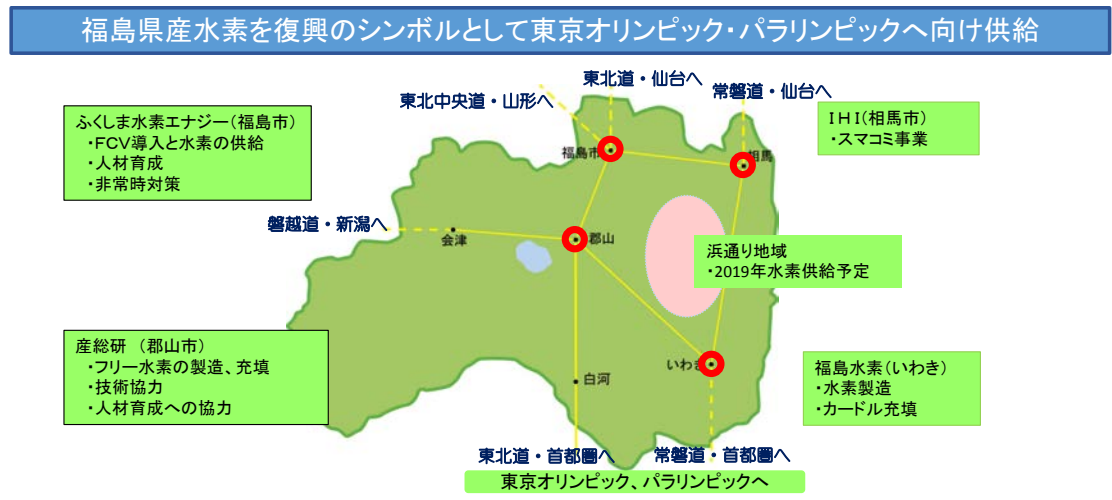 福島県産水素を復興のシンボルとして東京オリンピック・パラリンピックへ向け供給
東北道・仙台へ
東北中央道・山形へ
常磐道・仙台へ
ふくしま水素エナジー(福島市)
・FCV導入と水素の供給
・人材育成
・非常時対策
IHI(相馬市)
・スマコミ事業
福島市
相馬
磐越道・新潟へ
会津
郡山
浜通り地域
・2019年水素供給予定
産総研 (郡山市)
・フリー水素の製造、充填
・技術協力
・人材育成への協力
いわき
白河
福島水素(いわき)
・水素製造
・カードル充填
東北道・首都圏へ
常磐道・首都圏へ
東京オリンピック、パラリンピックへ